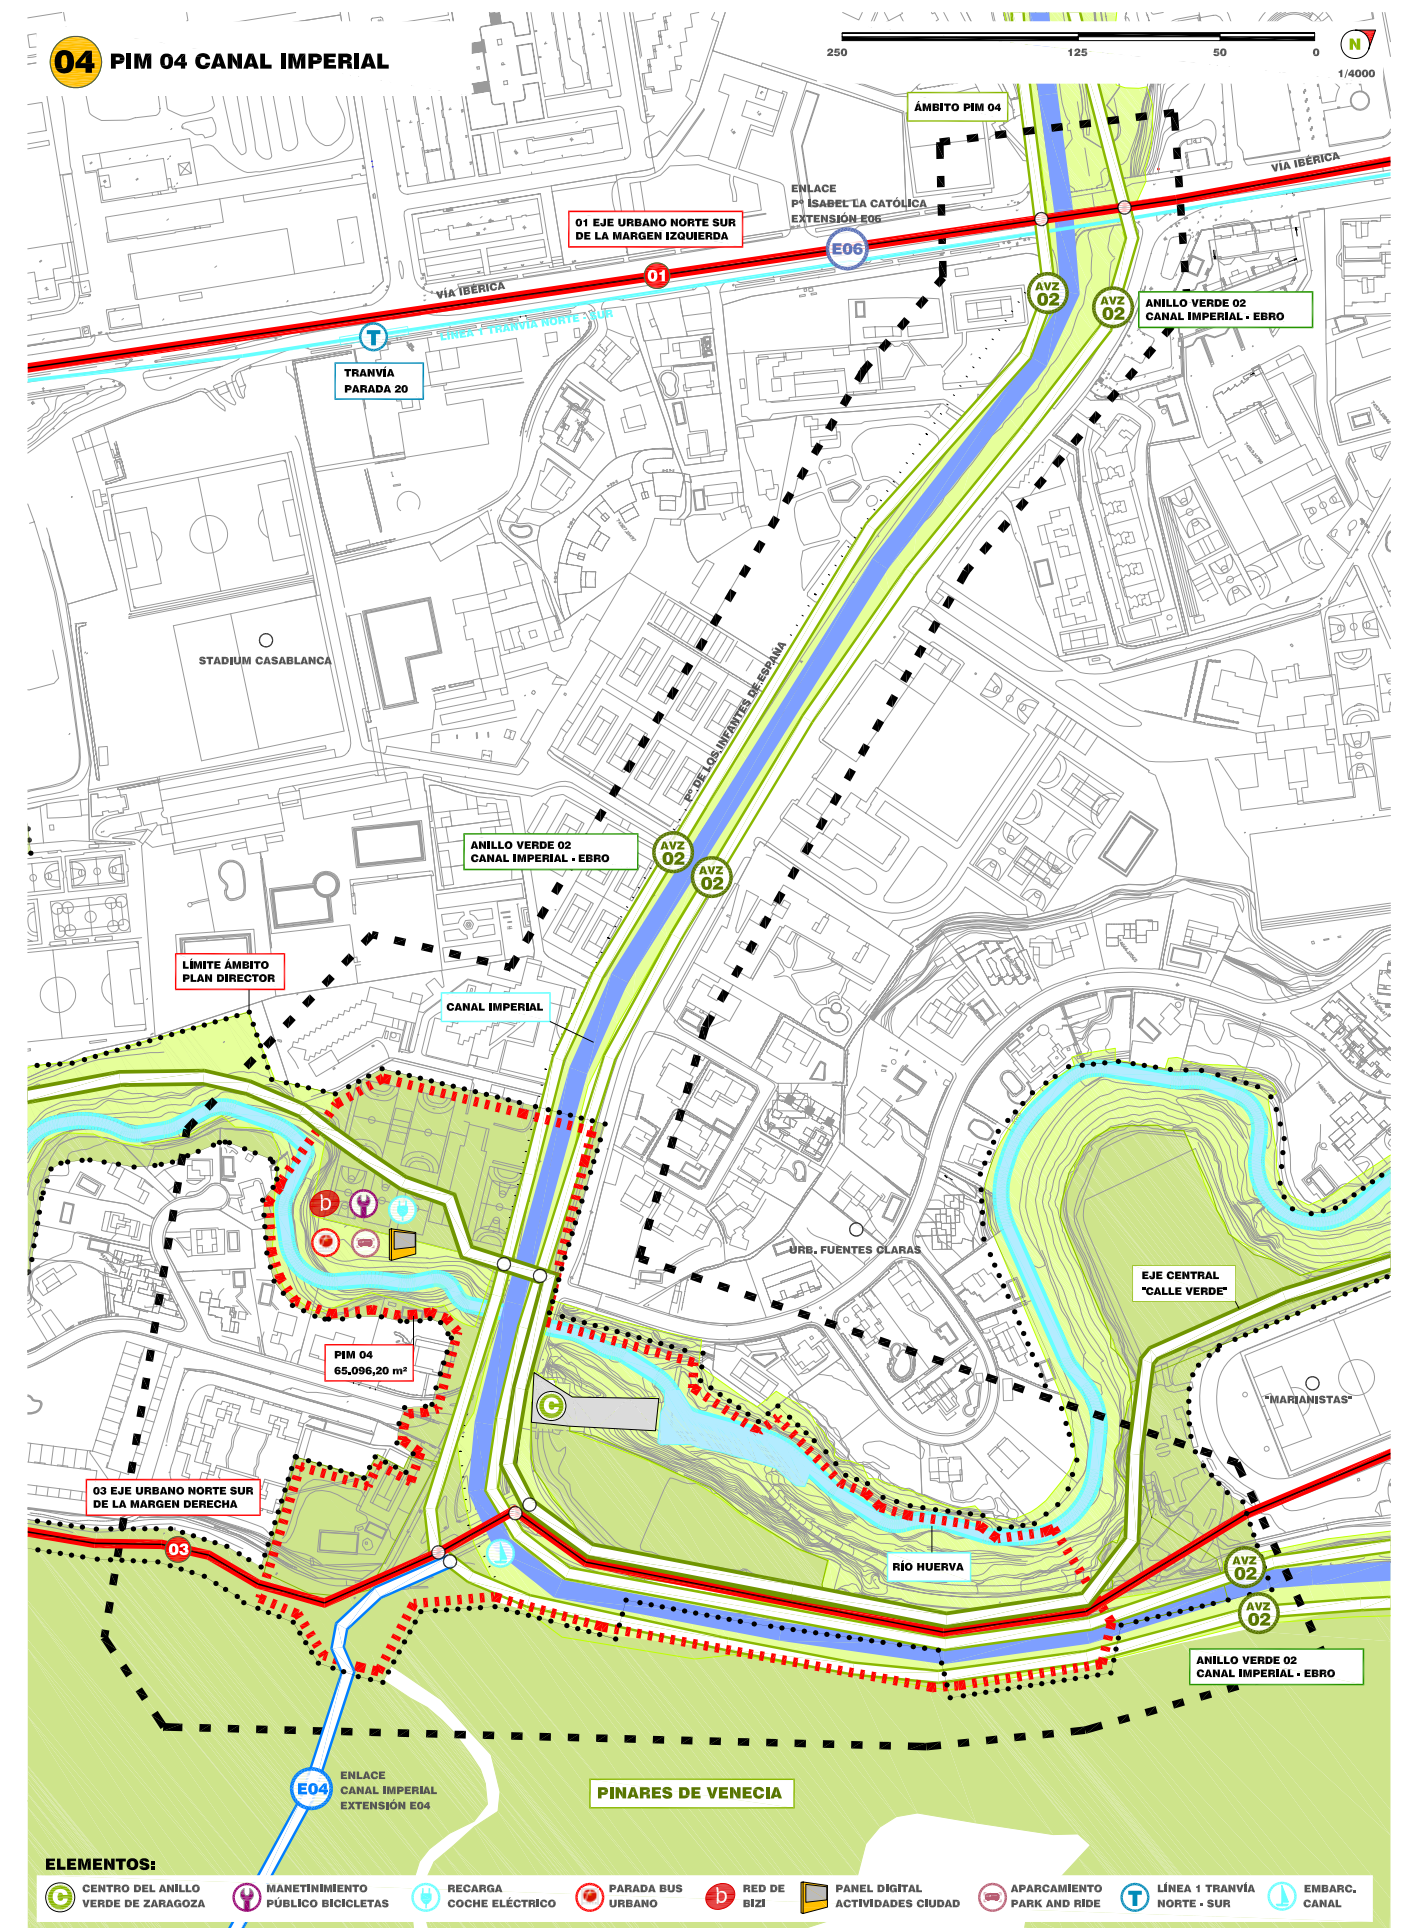 04 PIM 04 CANAL IMPERIAL
250 125 50 0
N
1/4000
ÁMBITO PIM 04
VÍA IBÉRICA
ENLACE
Pº ISABEL LA CATÓLICA
EXTENSIÓN E06
01 EJE URBANO NORTE SUR
DE LA MARGEN IZQUIERDA
E06
01
VÍA IBÉRICA
AVZ
02
AVZ
02
ANILLO VERDE 02
CANAL IMPERIAL - EBRO
T
LÍNEA 1 TRANVÍA NORTE - SUR
TRANVÍA
PARADA 20
STADIUM CASABLANCA
Pº DE LOS INFANTES DE ESPAÑA
ANILLO VERDE 02
CANAL IMPERIAL - EBRO
AVZ
02
AVZ
02
LÍMITE ÁMBITO
PLAN DIRECTOR
CANAL IMPERIAL
b
URB. FUENTES CLARAS
EJE CENTRAL
"CALLE VERDE"
PIM 04
65.096,20 m²
C
"MARIANISTAS"
03 EJE URBANO NORTE SUR
DE LA MARGEN DERECHA
03
RÍO HUERVA
AVZ
02
AVZ
02
ANILLO VERDE 02
CANAL IMPERIAL - EBRO
E04
ENLACE
CANAL IMPERIAL
EXTENSIÓN E04
PINARES DE VENECIA
ELEMENTOS:
C CENTRO DEL ANILLO
VERDE DE ZARAGOZA
MANETINIMIENTO
PÚBLICO BICICLETAS
RECARGA
COCHE ELÉCTRICO
PARADA BUS
URBANO
b RED DE
BIZI
PANEL DIGITAL
ACTIVIDADES CIUDAD
APARCAMIENTO
PARK AND RIDE
T LÍNEA 1 TRANVÍA
NORTE - SUR
EMBARC.
CANAL